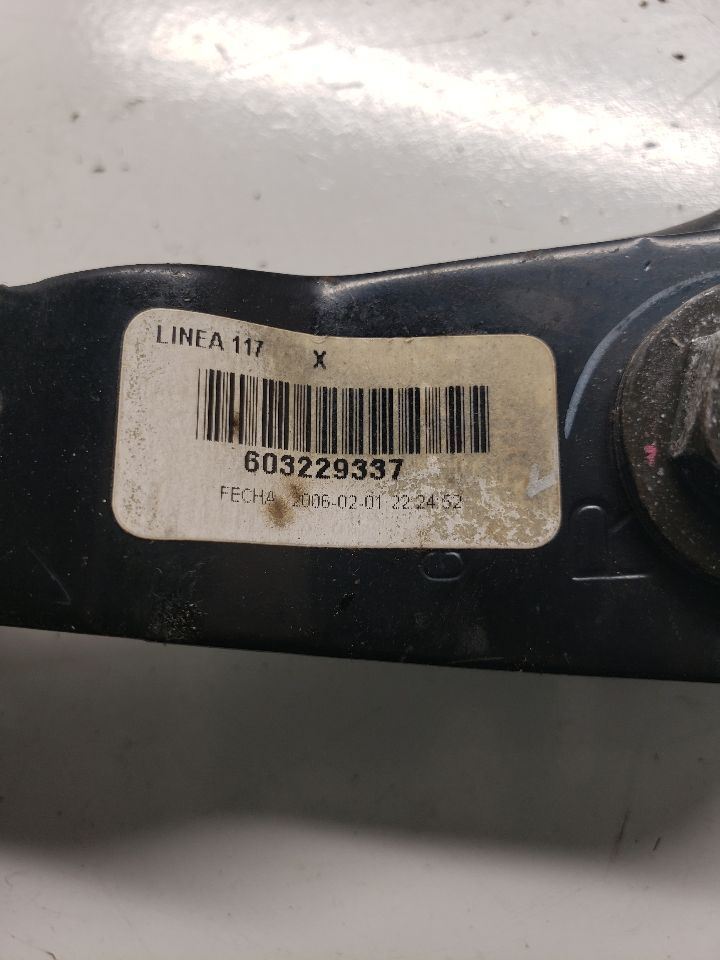 LINEA 117 X
603229337
FECHA 2006-02-01 22:24:52